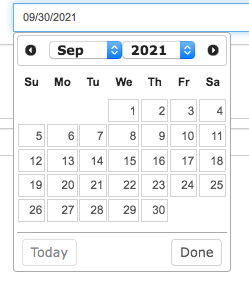 09/30/2021
Sep 2021
Su Mo Tu We Th Fr Sa
1 2 3 4
5 6 7 8 9 10 11
12 13 14 15 16 17 18
19 20 21 22 23 24 25
26 27 28 29 30
Today Done